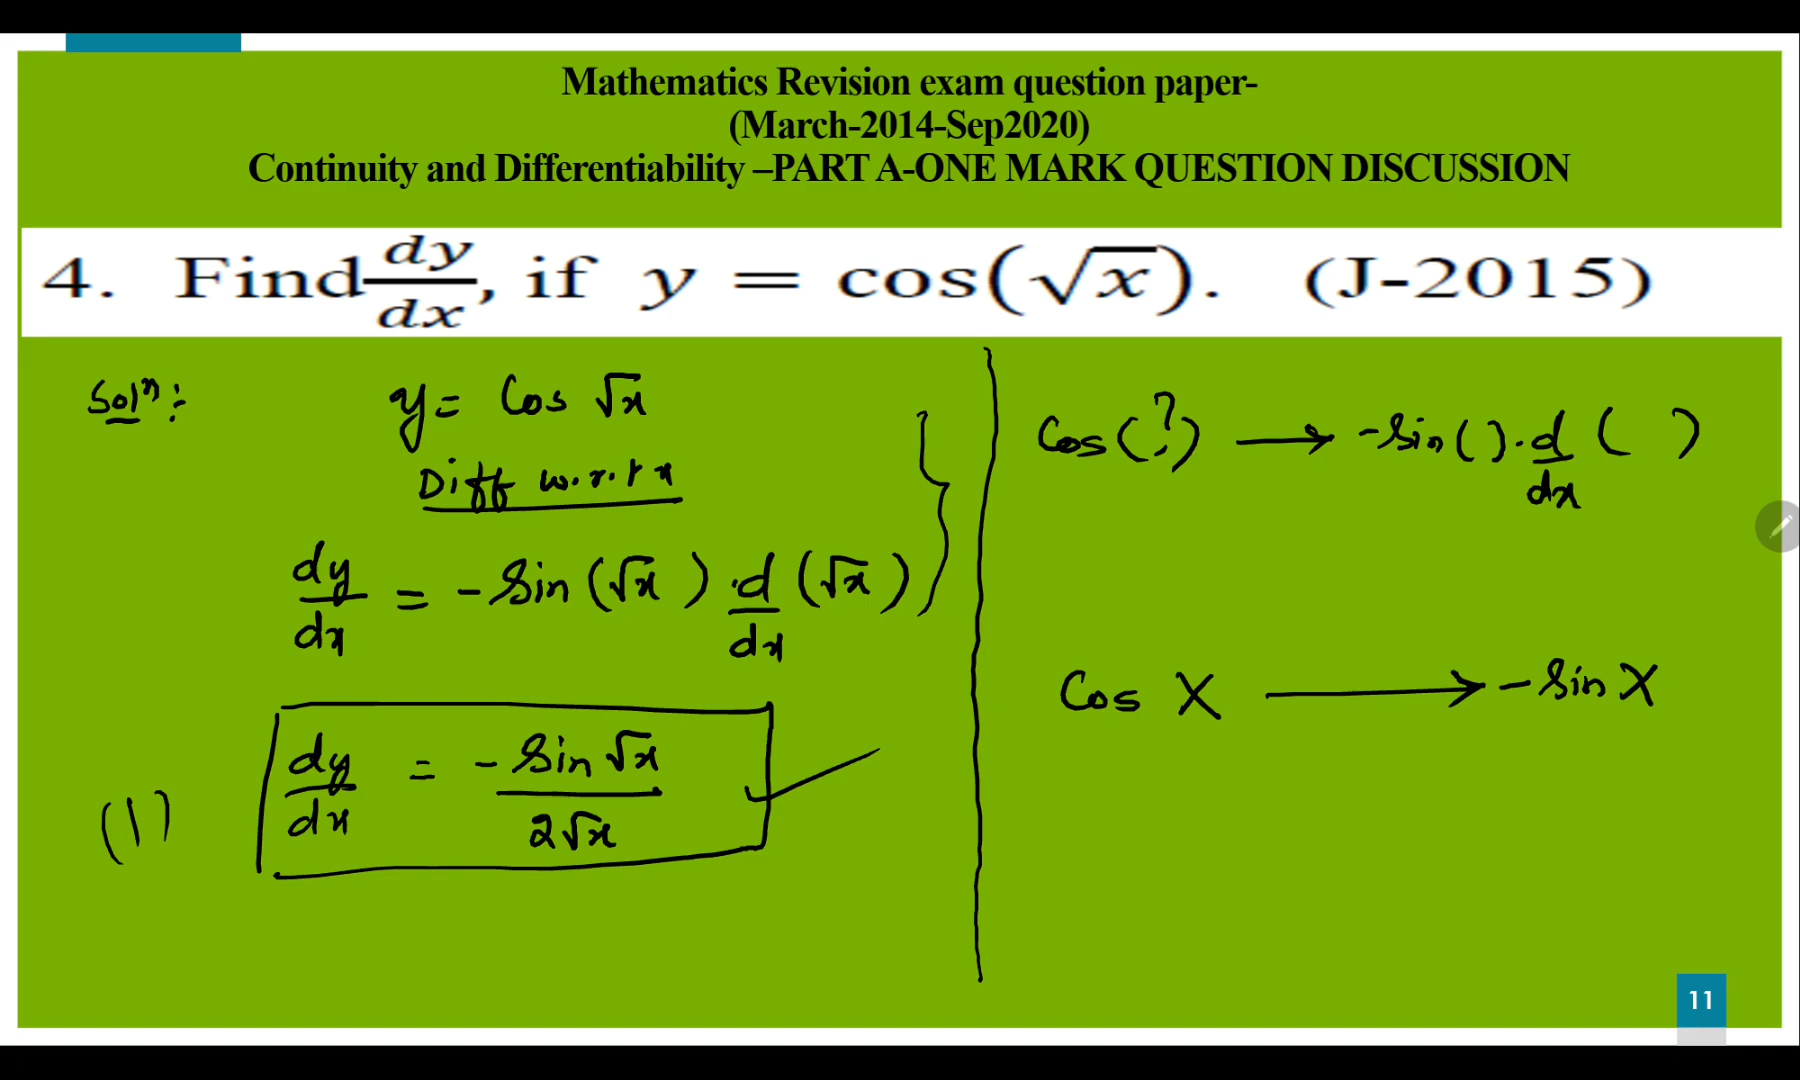 Mathematics Revision exam question paper-
(March-2014-Sep2020)
Continuity and Differentiability –PART A-ONE MARK QUESTION DISCUSSION
4. Find dy/dx, if y = cos(√x). (J-2015)
Solⁿ:
y = Cos √x
Diff w.r.t x
dy/dx = -Sin (√x) . d/dx (√x)
(1) dy/dx = -Sin √x / 2√x
Cos (?) → -Sin ( ) . d/dx ( )
Cos X → -Sin X
11